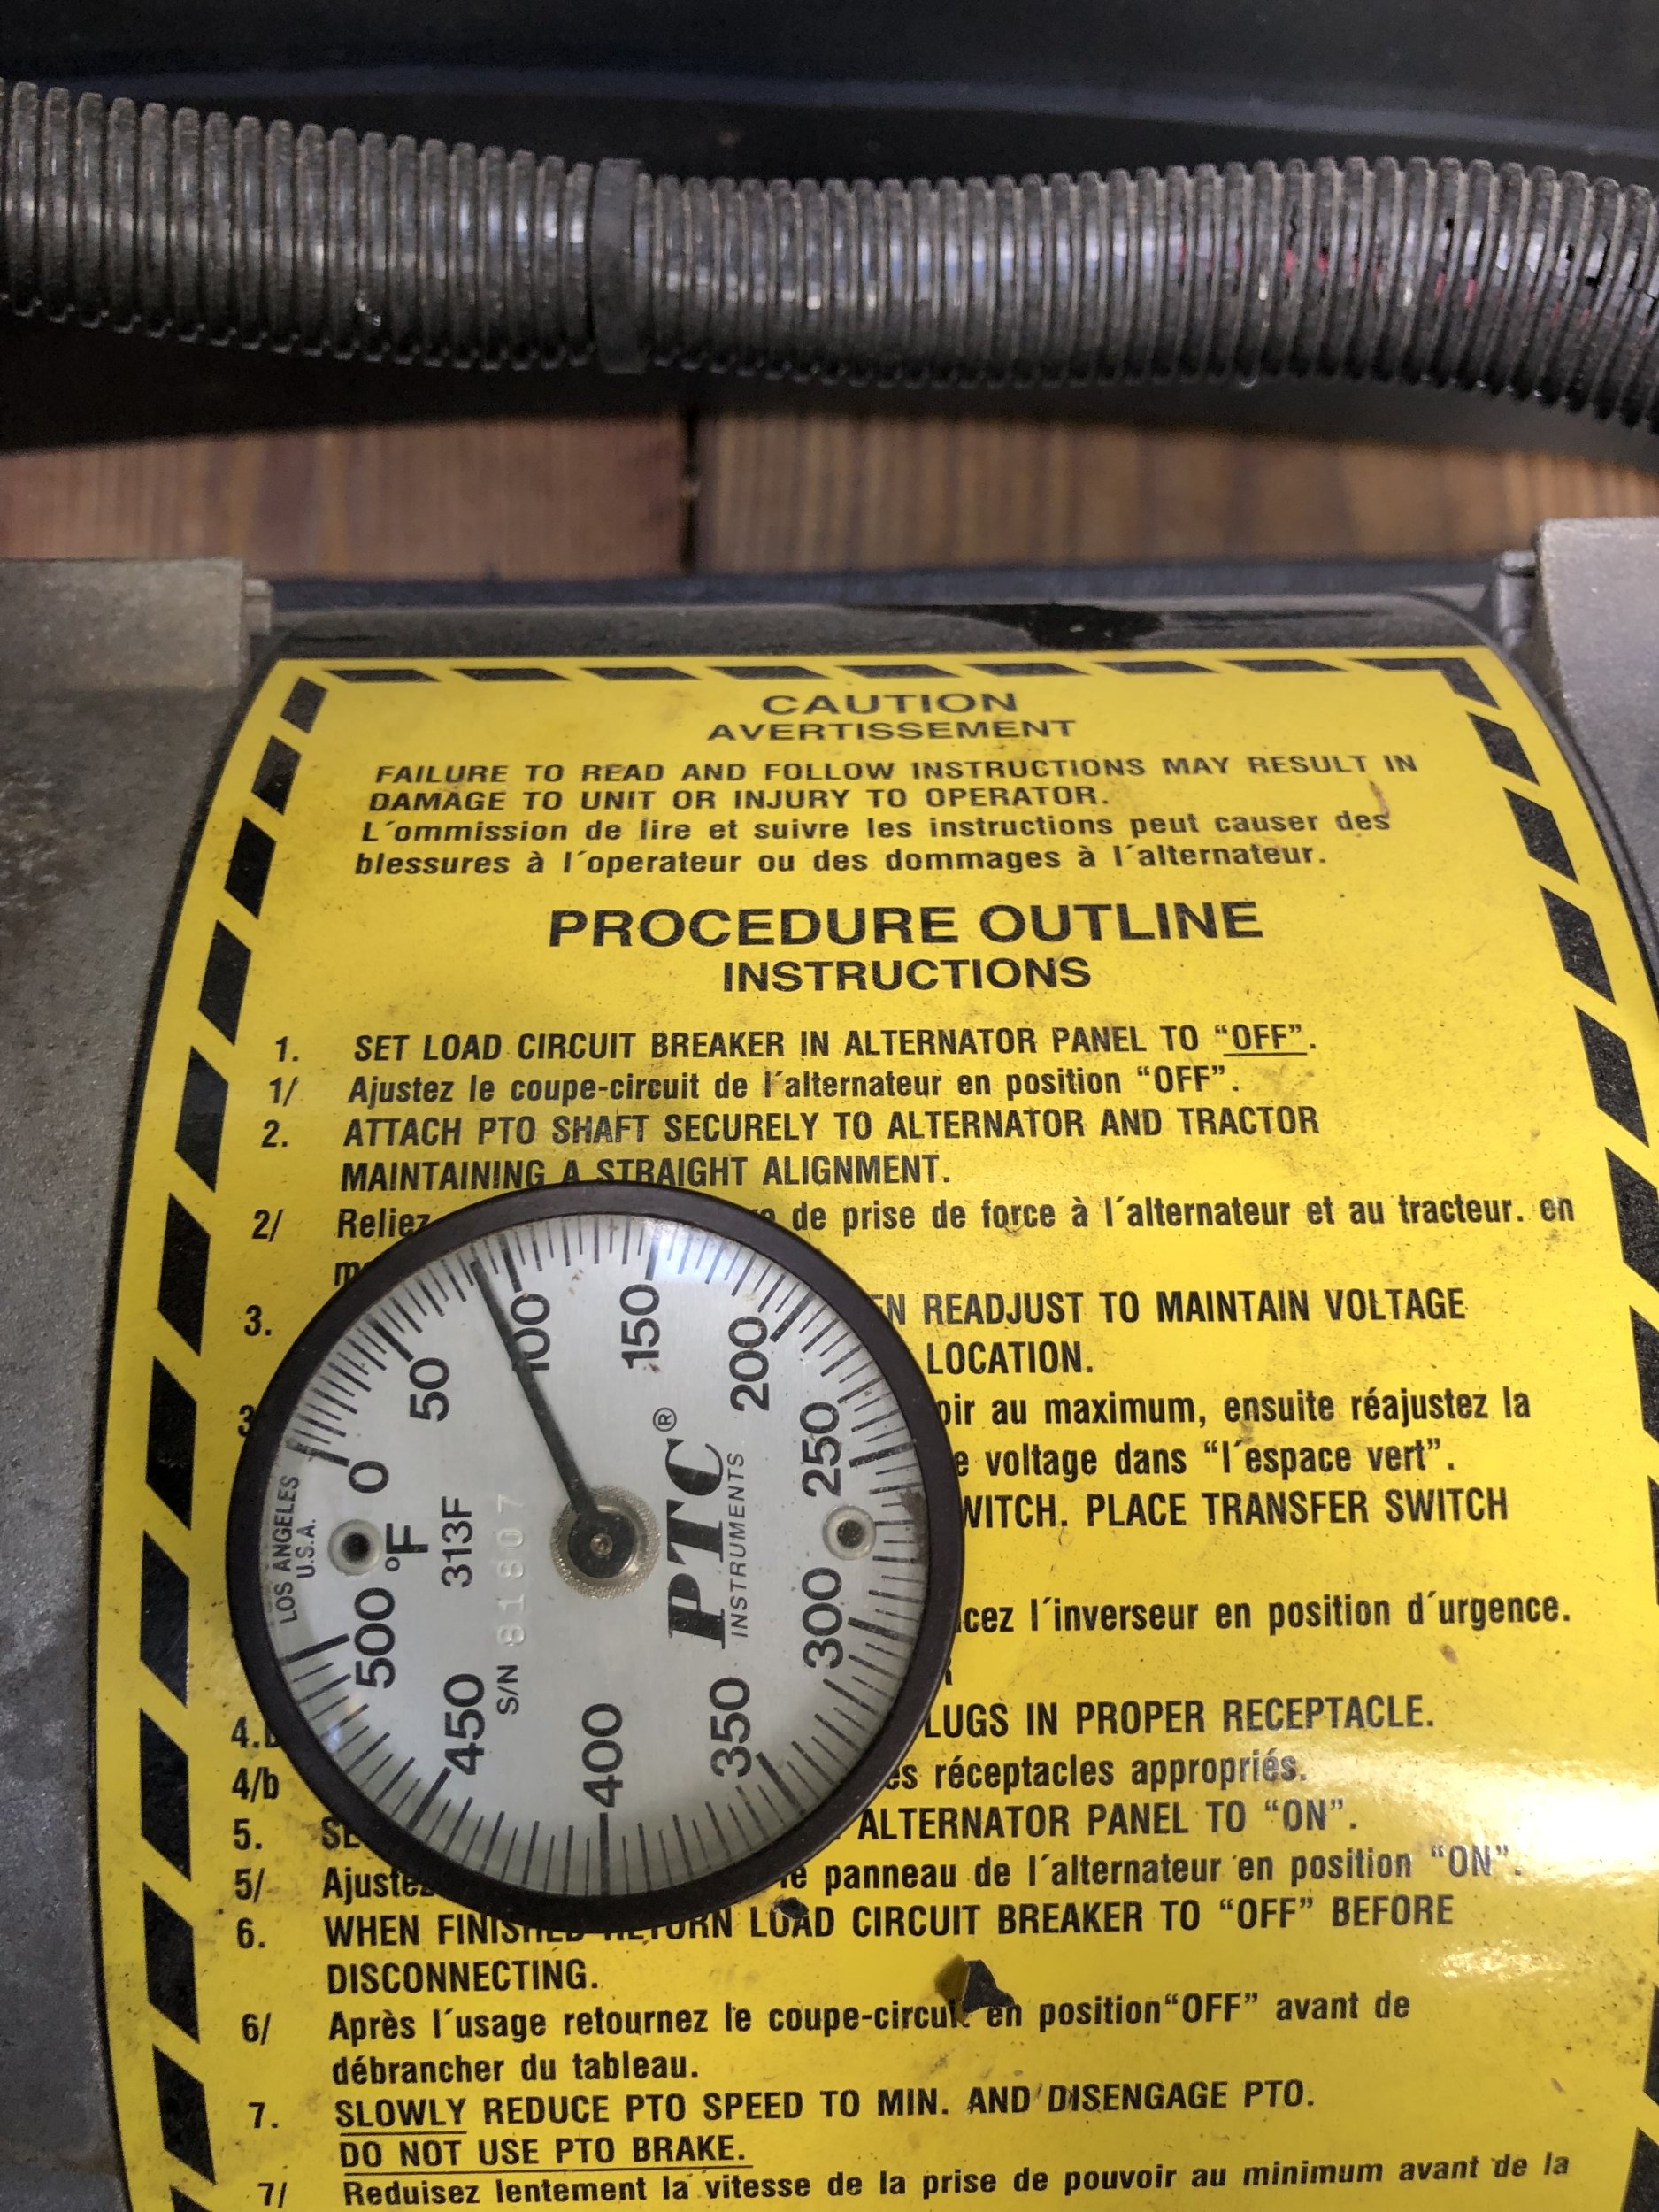 CAUTION
AVERTISSEMENT
FAILURE TO READ AND FOLLOW INSTRUCTIONS MAY RESULT IN
DAMAGE TO UNIT OR INJURY TO OPERATOR.
L´ommission de lire et suivre les instructions peut causer des
blessures à l´operateur ou des dommages à l´alternateur.
PROCEDURE OUTLINE
INSTRUCTIONS
1. SET LOAD CIRCUIT BREAKER IN ALTERNATOR PANEL TO “OFF”.
1/ Ajustez le coupe-circuit de l´alternateur en position “OFF”.
2. ATTACH PTO SHAFT SECURELY TO ALTERNATOR AND TRACTOR
MAINTAINING A STRAIGHT ALIGNMENT.
2/ Reliez de prise de force à l´alternateur et au tracteur. en
3. READJUST TO MAINTAIN VOLTAGE
LOCATION.
au maximum, ensuite réajustez la
voltage dans “l´espace vert”.
PLACE TRANSFER SWITCH
l´inverseur en position d´urgence.
IN PROPER RECEPTACLE.
4/b réceptacles appropriés.
5. ALTERNATOR PANEL TO “ON”.
5/ panneau de l´alternateur en position “ON”.
6. WHEN FINISHED RETURN LOAD CIRCUIT BREAKER TO “OFF” BEFORE
DISCONNECTING.
6/ Après l´usage retournez le coupe-circuit en position“OFF” avant de
débrancher du tableau.
7. SLOWLY REDUCE PTO SPEED TO MIN. AND DISENGAGE PTO.
DO NOT USE PTO BRAKE.
7/ Reduisez lentement la vitesse de la prise de pouvoir au minimum avant de la
LOS ANGELES
U.S.A.
0
50
100
150
200
250
300
350
400
450
500
°F
313F
S/N 81807
PTC®
INSTRUMENTS